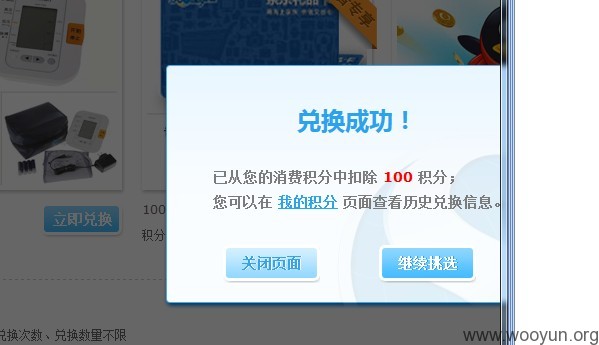 兑换成功！
已从您的消费积分中扣除 100 积分；
您可以在 我的积分 页面查看历史兑换信息。
关闭页面
继续挑选
立即兑换
100
积分
兑换次数、兑换数量不限
www.wooyun.org